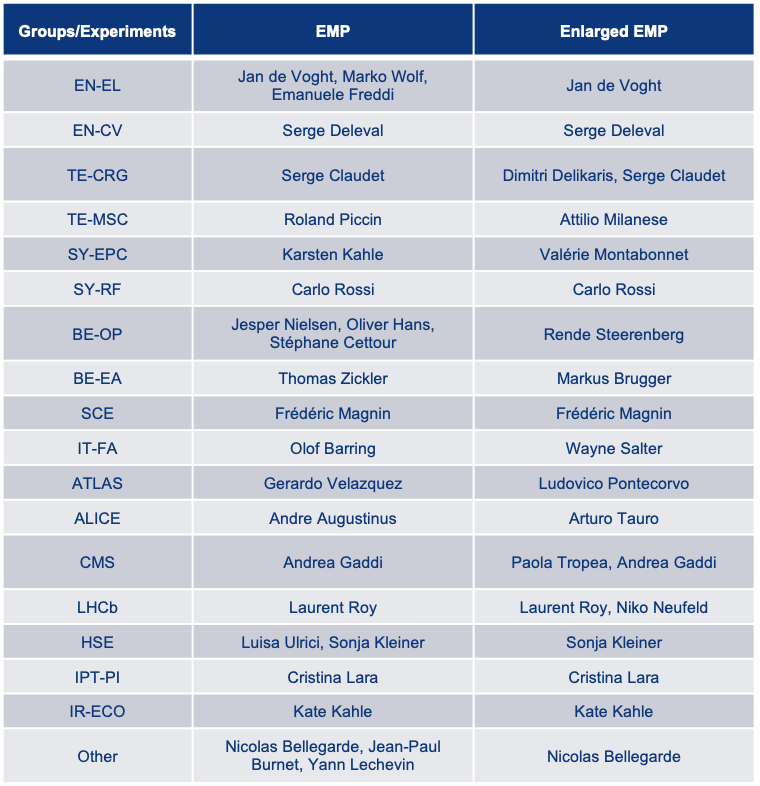 Groups/Experiments EMP Enlarged EMP
EN-EL Jan de Voght, Marko Wolf, Jan de Voght
Emanuele Freddi
EN-CV Serge Deleval Serge Deleval
TE-CRG Serge Claudet Dimitri Delikaris, Serge Claudet
TE-MSC Roland Piccin Attilio Milanese
SY-EPC Karsten Kahle Valérie Montabonnet
SY-RF Carlo Rossi Carlo Rossi
BE-OP Jesper Nielsen, Oliver Hans, Rende Steerenberg
Stéphane Cettour
BE-EA Thomas Zickler Markus Brugger
SCE Frédéric Magnin Frédéric Magnin
IT-FA Olof Barring Wayne Salter
ATLAS Gerardo Velazquez Ludovico Pontecorvo
ALICE Andre Augustinus Arturo Tauro
CMS Andrea Gaddi Paola Tropea, Andrea Gaddi
LHCb Laurent Roy Laurent Roy, Niko Neufeld
HSE Luisa Ulrici, Sonja Kleiner Sonja Kleiner
IPT-PI Cristina Lara Cristina Lara
IR-ECO Kate Kahle Kate Kahle
Other Nicolas Bellegarde, Jean-Paul Nicolas Bellegarde
Burnet, Yann Lechevin